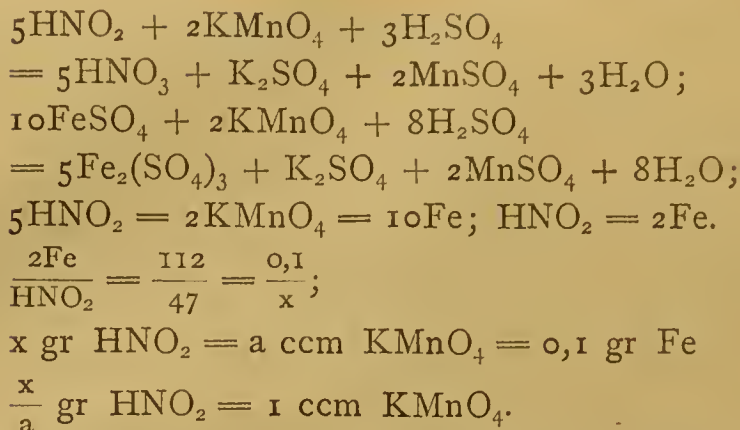 5HNO₂ + 2KMnO₄ + 3H₂SO₄
= 5HNO₃ + K₂SO₄ + 2MnSO₄ + 3H₂O;
10FeSO₄ + 2KMnO₄ + 8H₂SO₄
= 5Fe₂(SO₄)₃ + K₂SO₄ + 2MnSO₄ + 8H₂O;
5HNO₂ = 2KMnO₄ = 10Fe; HNO₂ = 2Fe.
2Fe/HNO₂ = 112/47 = 0,1/x;
x gr HNO₂ = a ccm KMnO₄ = 0,1 gr Fe
x/a gr HNO₂ = 1 ccm KMnO₄.